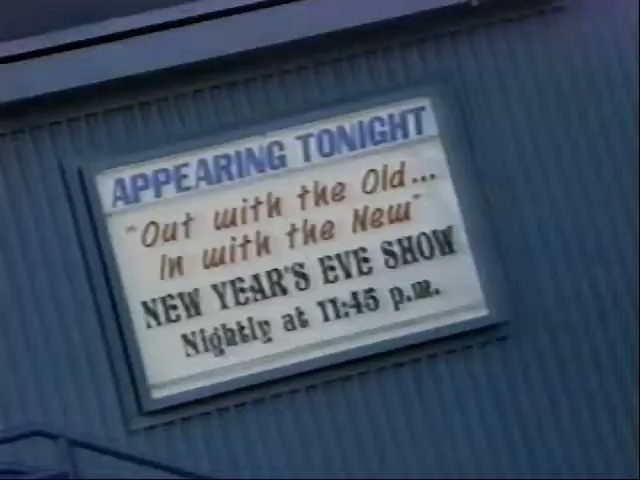 APPEARING TONIGHT
"Out with the Old...
In with the New"
NEW YEAR'S EVE SHOW
Nightly at 11:45 p.m.